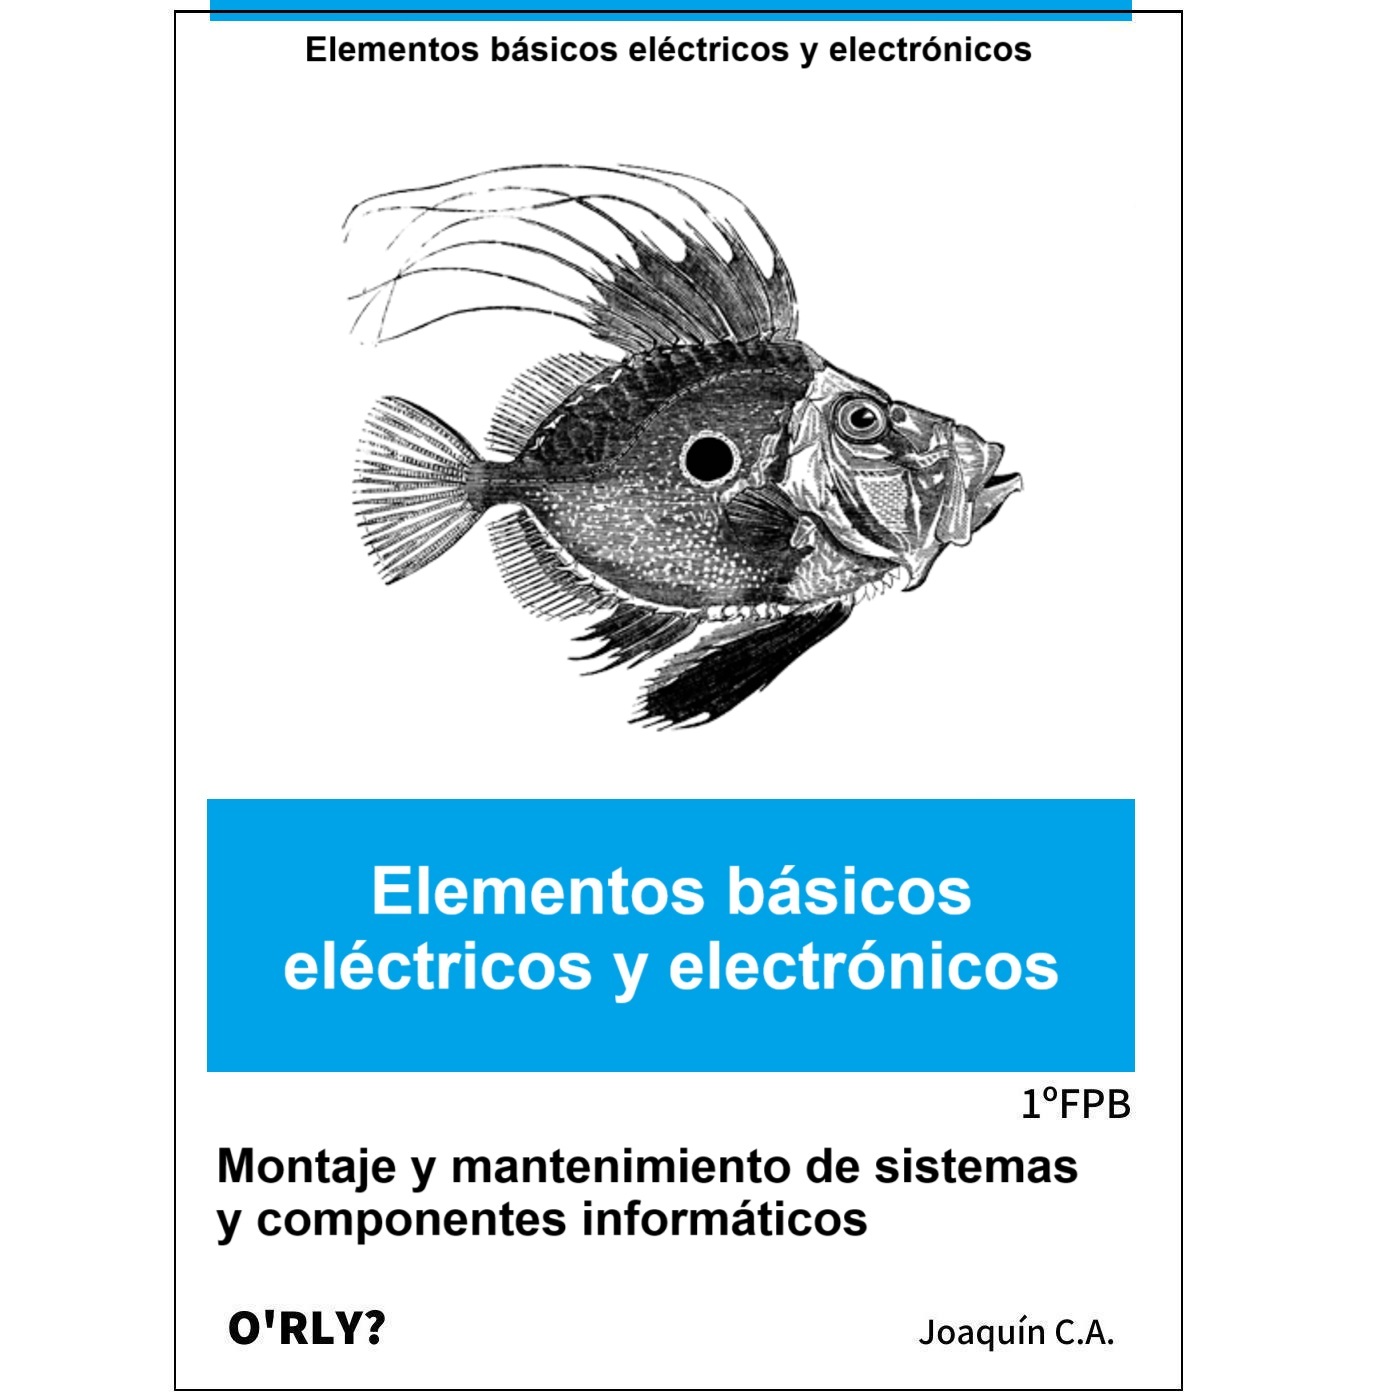 Elementos básicos eléctricos y electrónicos
Elementos básicos
eléctricos y electrónicos
1ºFPB
Montaje y mantenimiento de sistemas
y componentes informáticos
O'RLY?
Joaquín C.A.